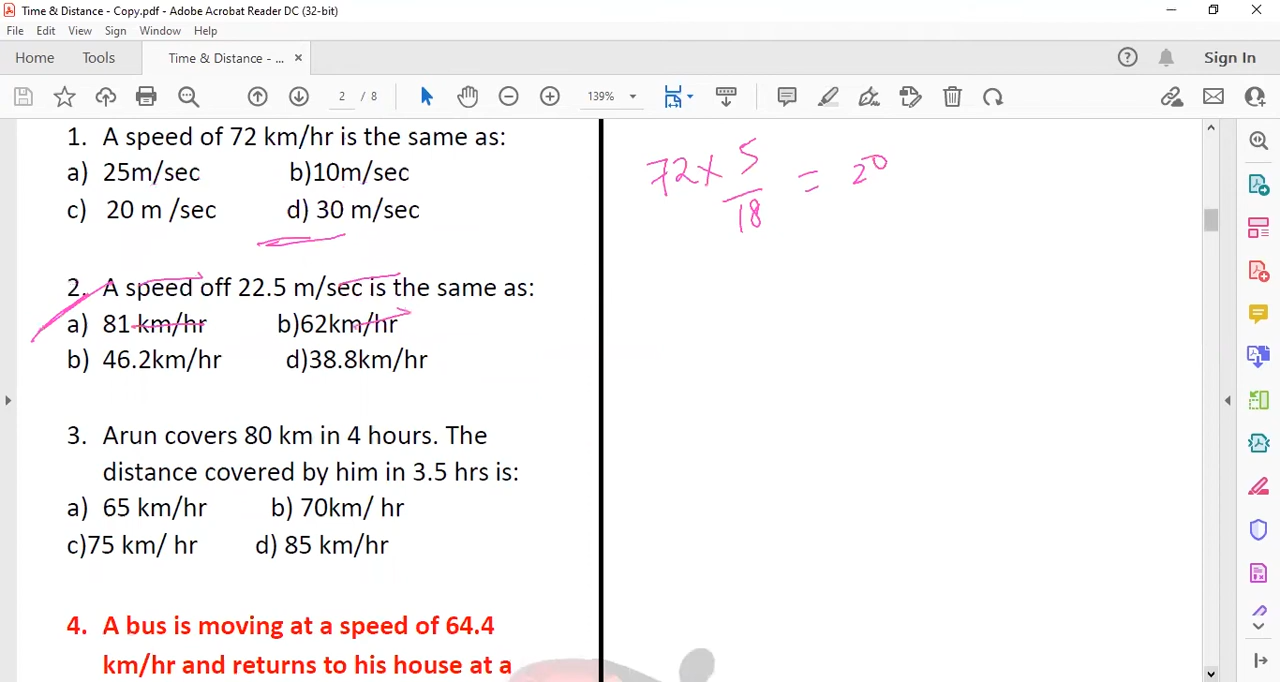 Time & Distance - Copy.pdf - Adobe Acrobat Reader DC (32-bit)
File Edit View Sign Window Help
Home Tools Time & Distance - ... × Sign In
2 / 8 139%
1. A speed of 72 km/hr is the same as:
a) 25m/sec b)10m/sec
c) 20 m /sec d) 30 m/sec
72 × 5/18 = 20
2. A speed off 22.5 m/sec is the same as:
a) 81 km/hr b)62km/hr
b) 46.2km/hr d)38.8km/hr
3. Arun covers 80 km in 4 hours. The
distance covered by him in 3.5 hrs is:
a) 65 km/hr b) 70km/ hr
c)75 km/ hr d) 85 km/hr
4. A bus is moving at a speed of 64.4
km/hr and returns to his house at a